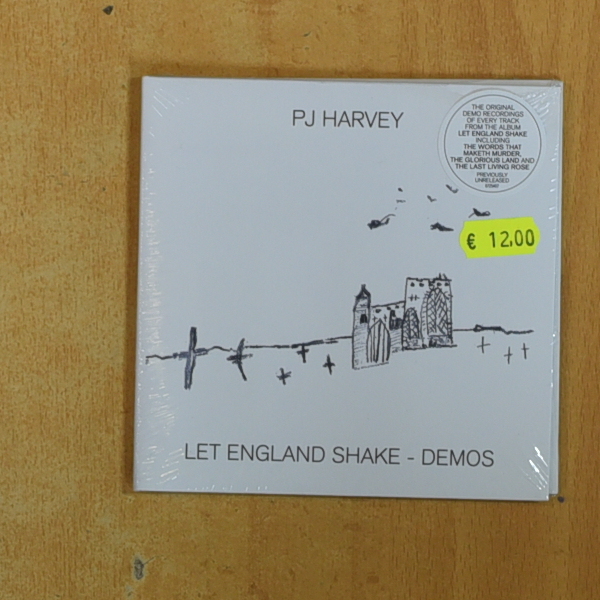 PJ HARVEY
THE ORIGINAL
DEMO RECORDINGS
OF EVERY TRACK
FROM THE ALBUM
LET ENGLAND SHAKE
INCLUDING
THE WORDS THAT
MAKETH MURDER,
THE GLORIOUS LAND AND
THE LAST LIVING ROSE
PREVIOUSLY
UNRELEASED
€ 12.00
LET ENGLAND SHAKE - DEMOS